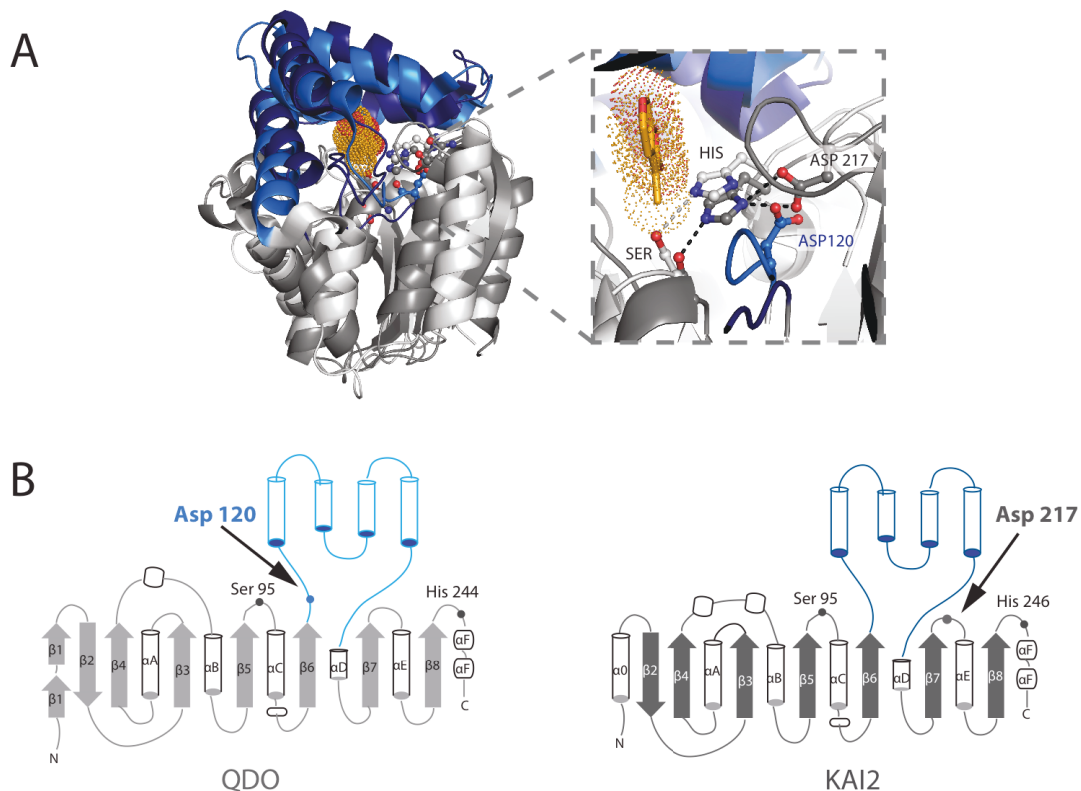 A
HIS
ASP 217
SER
ASP120
B
Asp 120
Ser 95
His 244
β1
β1
β2
β4
αA
β3
αB
β5
αC
β6
αD
β7
αE
β8
αF
αF
C
N
QDO
Asp 217
Ser 95
His 246
α0
β2
β4
αA
β3
αB
β5
αC
β6
αD
β7
αE
β8
αF
αF
C
N
KAI2